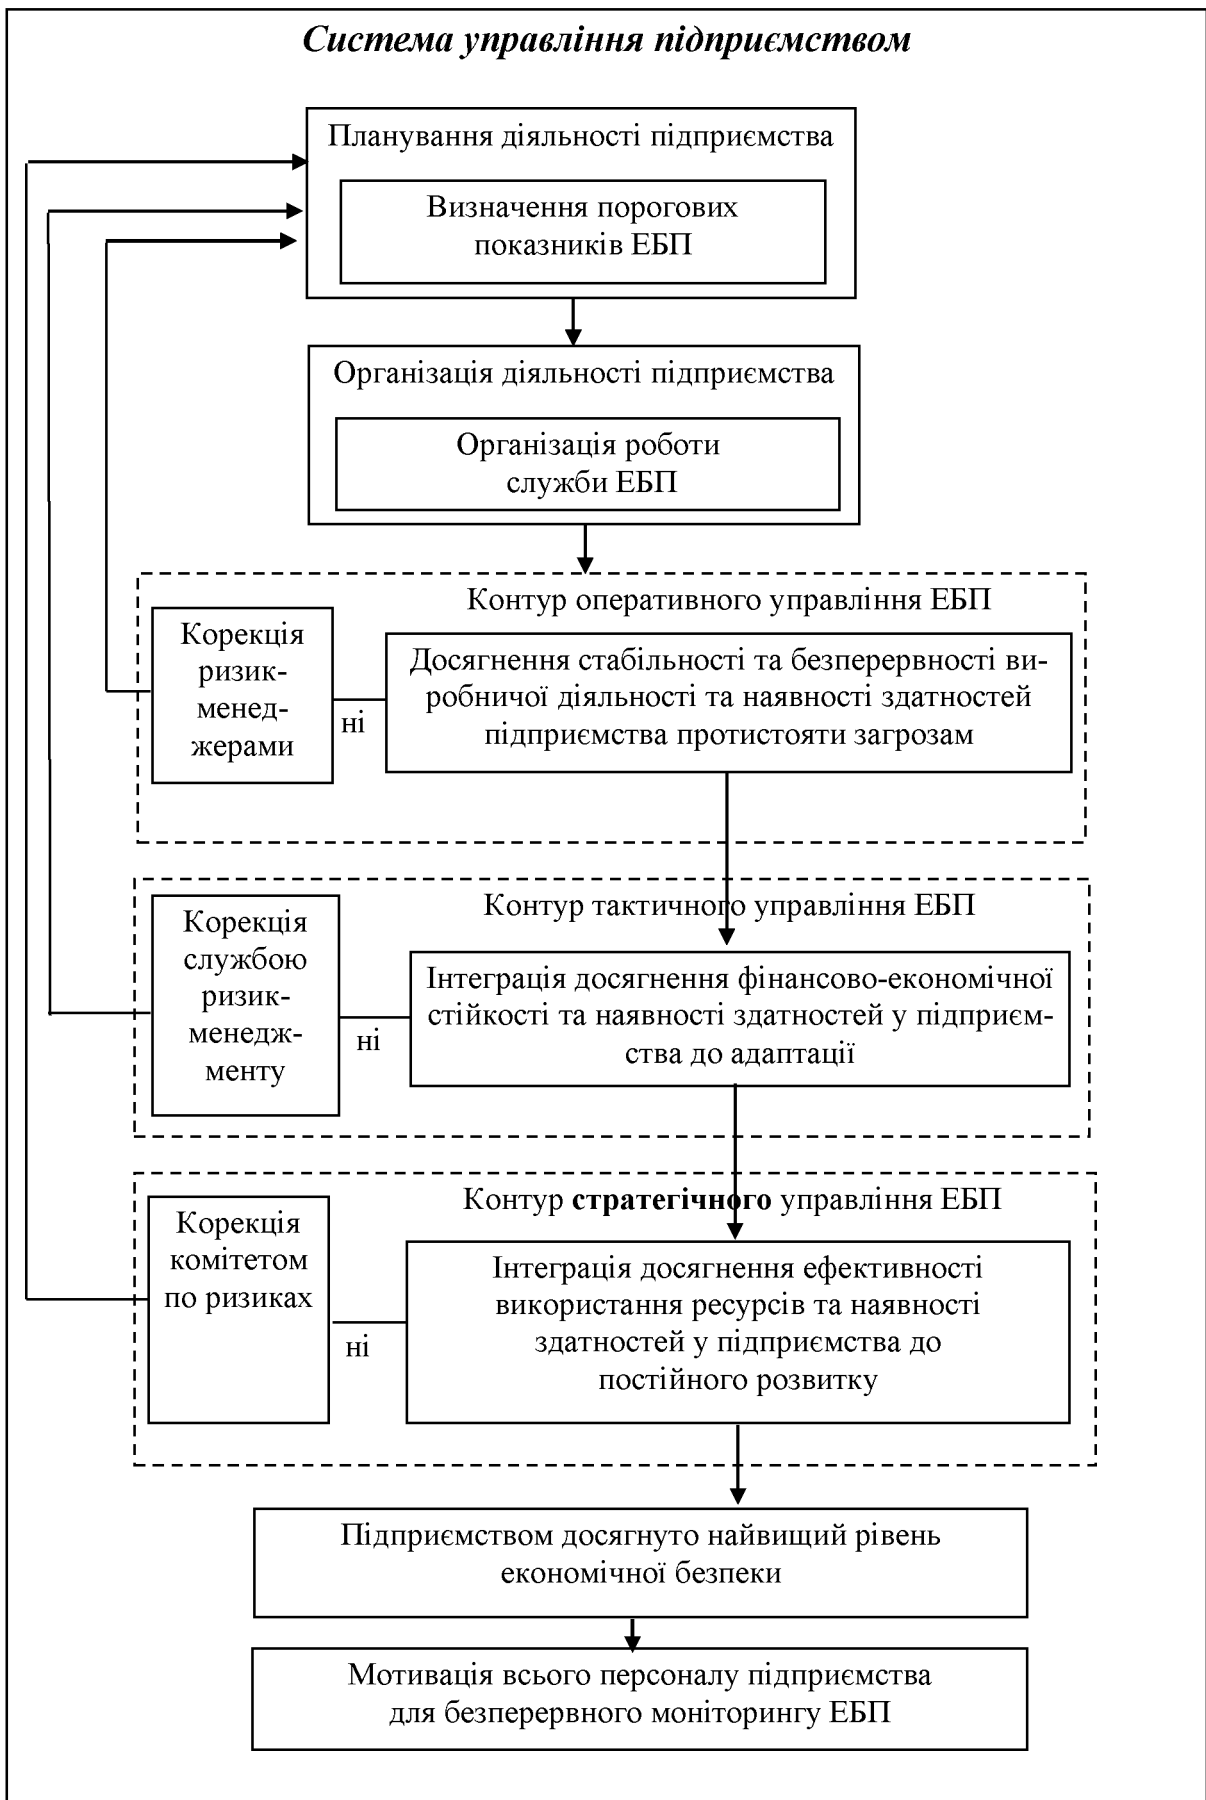 Система управління підприємством
Планування діяльності підприємства
Визначення порогових
показників ЕБП
Організація діяльності підприємства
Організація роботи
служби ЕБП
Контур оперативного управління ЕБП
Корекція
ризик-
менед-
жерами
ні
Досягнення стабільності та безперервності ви-
робничої діяльності та наявності здатностей
підприємства протистояти загрозам
Контур тактичного управління ЕБП
Корекція
службою
ризик-
менедж-
менту
ні
Інтеграція досягнення фінансово-економічної
стійкості та наявності здатностей у підприєм-
ства до адаптації
Контур стратегічного управління ЕБП
Корекція
комітетом
по ризиках
ні
Інтеграція досягнення ефективності
використання ресурсів та наявності
здатностей у підприємства до
постійного розвитку
Підприємством досягнуто найвищий рівень
економічної безпеки
Мотивація всього персоналу підприємства
для безперервного моніторингу ЕБП